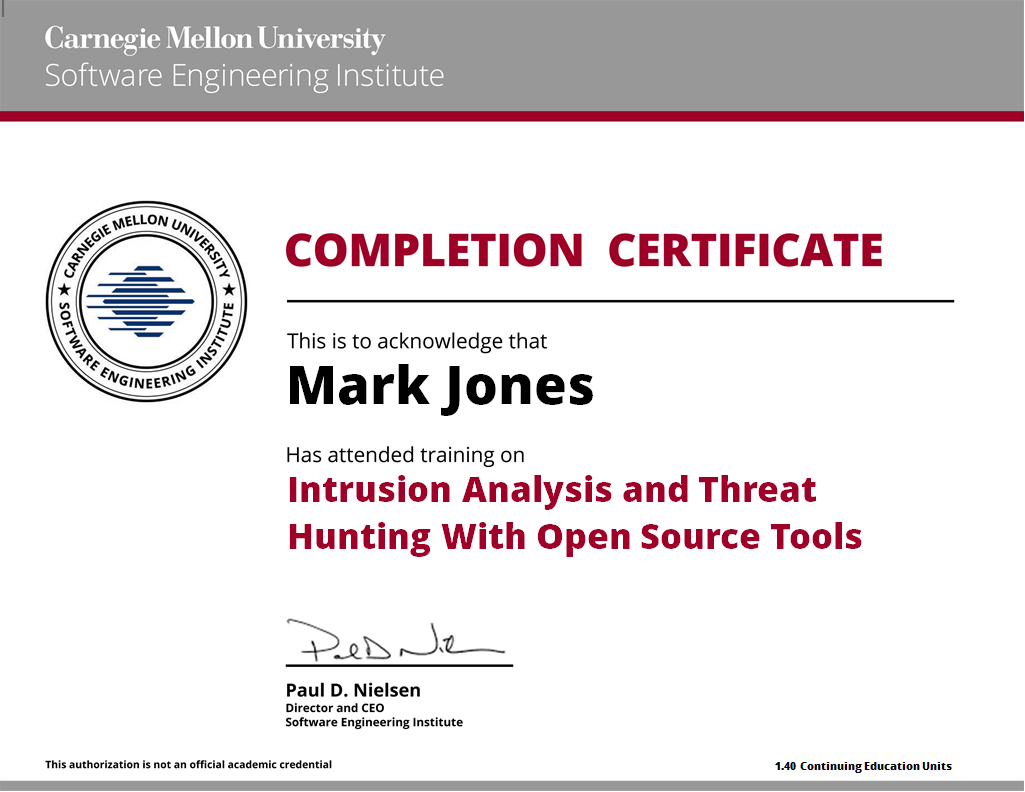 Carnegie Mellon University
Software Engineering Institute
CARNEGIE MELLON UNIVERSITY
SOFTWARE ENGINEERING INSTITUTE
COMPLETION CERTIFICATE
This is to acknowledge that
Mark Jones
Has attended training on
Intrusion Analysis and Threat
Hunting With Open Source Tools
Paul D. Nielsen
Director and CEO
Software Engineering Institute
This authorization is not an official academic credential
1.40 Continuing Education Units